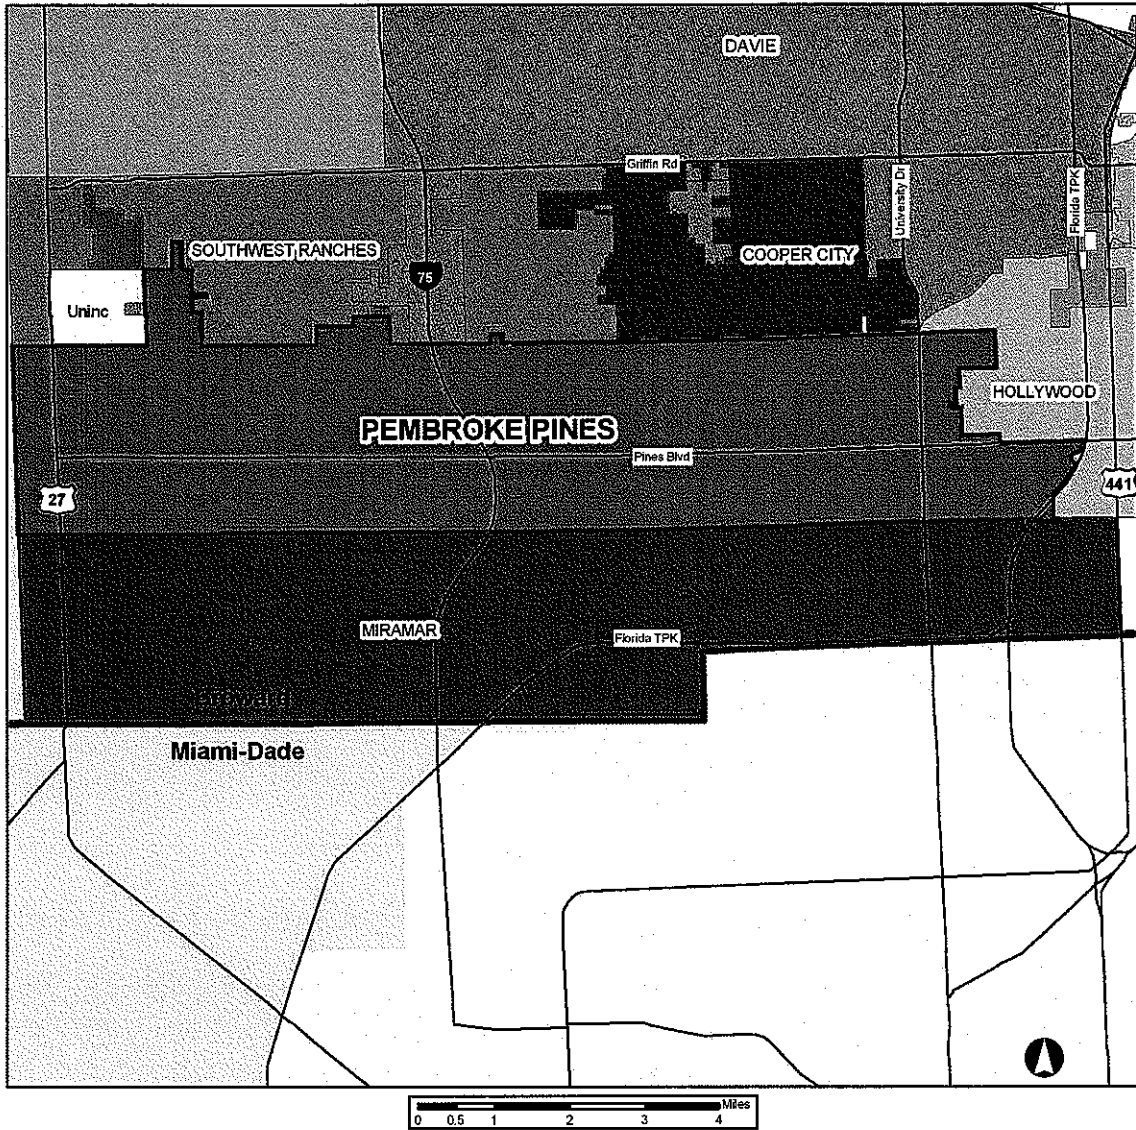 DAVIE
Griffin Rd
University Dr
Florida TPK
SOUTHWEST RANCHES
COOPER CITY
75
Uninc
HOLLYWOOD
PEMBROKE PINES
Pines Blvd
27
441
MIRAMAR
Florida TPK
Broward
Miami-Dade
Miles
0 0.5 1 2 3 4